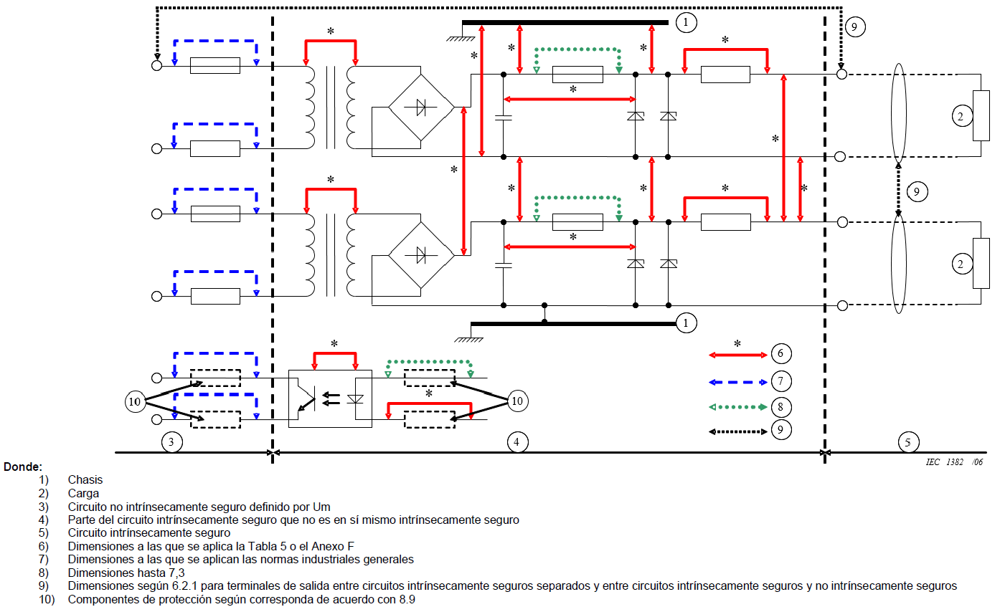 *
1
9
*
*
*
*
*
2
*
*
*
*
*
*
*
*
9
2
1
*
*
6
7
10
*
10
8
9
3
4
5
IEC 1382 /06
Donde:
1) Chasis
2) Carga
3) Circuito no intrínsecamente seguro definido por Um
4) Parte del circuito intrínsecamente seguro que no es en sí mismo intrínsecamente seguro
5) Circuito intrínsecamente seguro
6) Dimensiones a las que se aplica la Tabla 5 o el Anexo F
7) Dimensiones a las que se aplican las normas industriales generales
8) Dimensiones hasta 7,3
9) Dimensiones según 6.2.1 para terminales de salida entre circuitos intrínsecamente seguros separados y entre circuitos intrínsecamente seguros y no intrínsecamente seguros
10) Componentes de protección según corresponda de acuerdo con 8.9